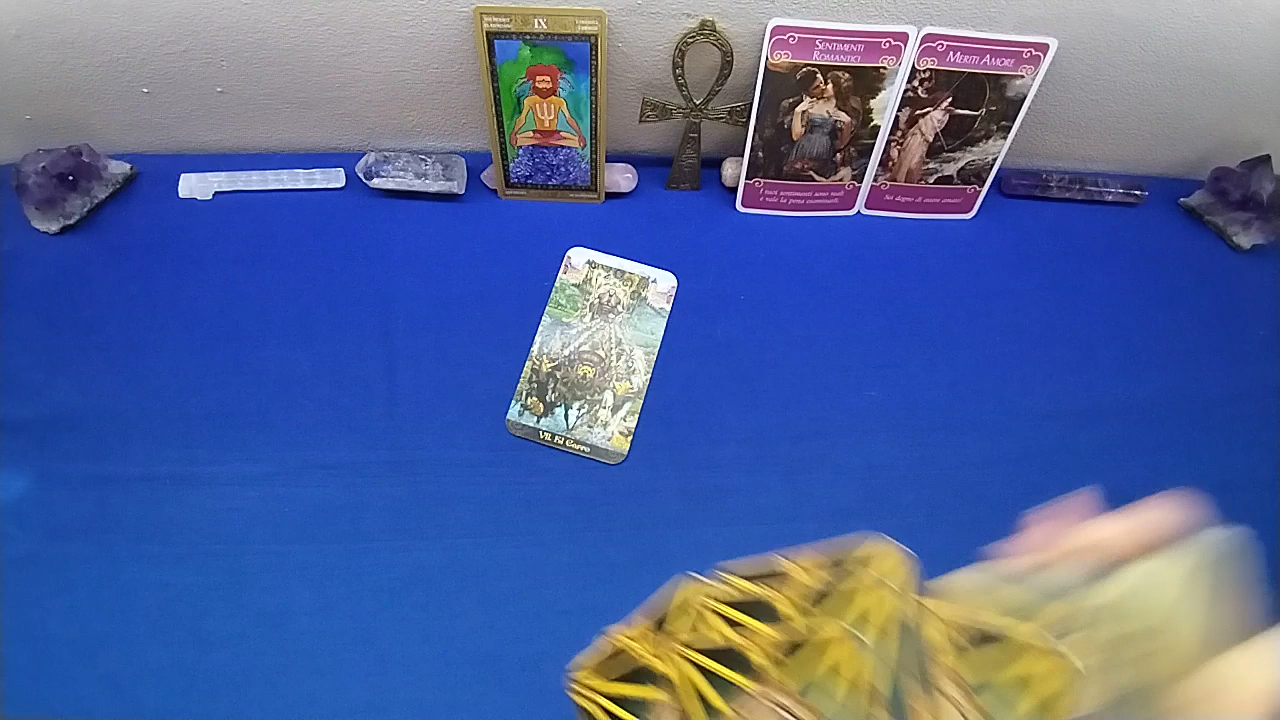 IX
SENTIMENTI
ROMANTICI
I tuoi sentimenti sono reali
e vale la pena esaminarli.
MERITI AMORE
Sei degno di essere amato!
VII. El Carro